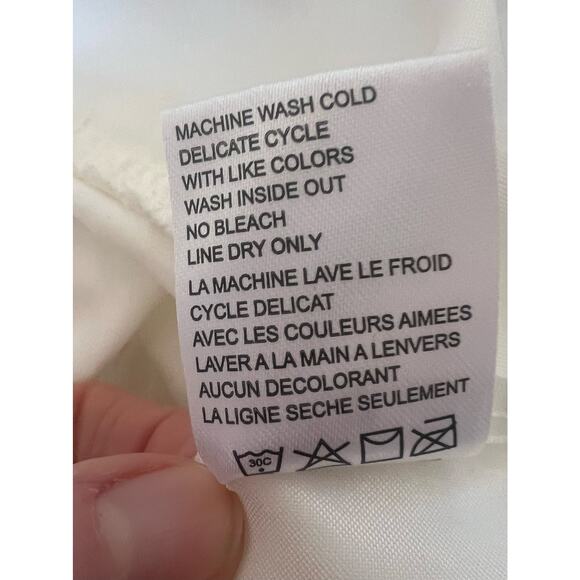 MACHINE WASH COLD
DELICATE CYCLE
WITH LIKE COLORS
WASH INSIDE OUT
NO BLEACH
LINE DRY ONLY
LA MACHINE LAVE LE FROID
CYCLE DELICAT
AVEC LES COULEURS AIMEES
LAVER A LA MAIN A LENVERS
AUCUN DECOLORANT
LA LIGNE SECHE SEULEMENT
30C